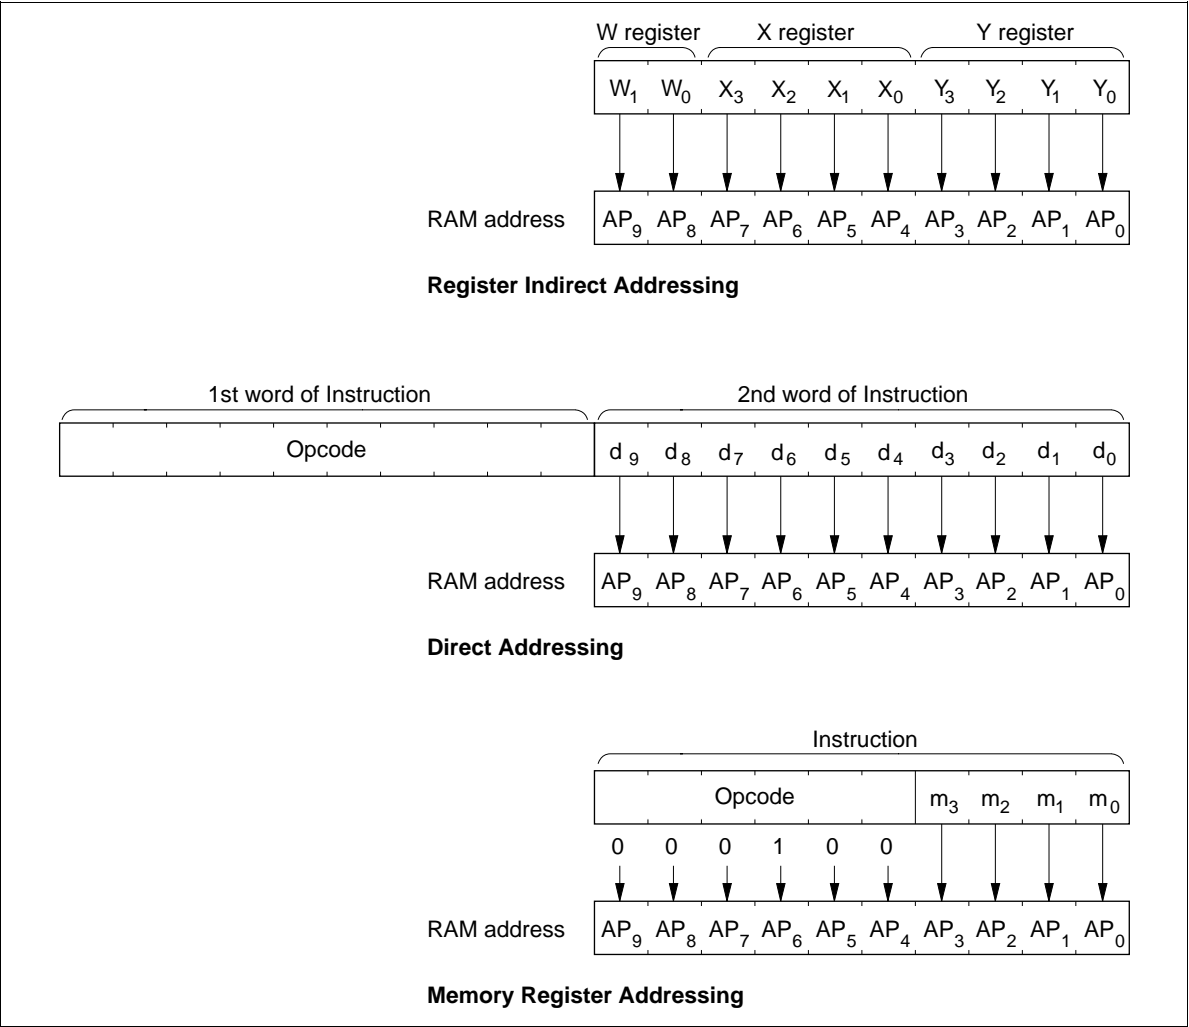 W register X register Y register
W1 W0 X3 X2 X1 X0 Y3 Y2 Y1 Y0
RAM address AP9 AP8 AP7 AP6 AP5 AP4 AP3 AP2 AP1 AP0
Register Indirect Addressing
1st word of Instruction 2nd word of Instruction
Opcode d9 d8 d7 d6 d5 d4 d3 d2 d1 d0
RAM address AP9 AP8 AP7 AP6 AP5 AP4 AP3 AP2 AP1 AP0
Direct Addressing
Instruction
Opcode m3 m2 m1 m0
0 0 0 1 0 0
RAM address AP9 AP8 AP7 AP6 AP5 AP4 AP3 AP2 AP1 AP0
Memory Register Addressing